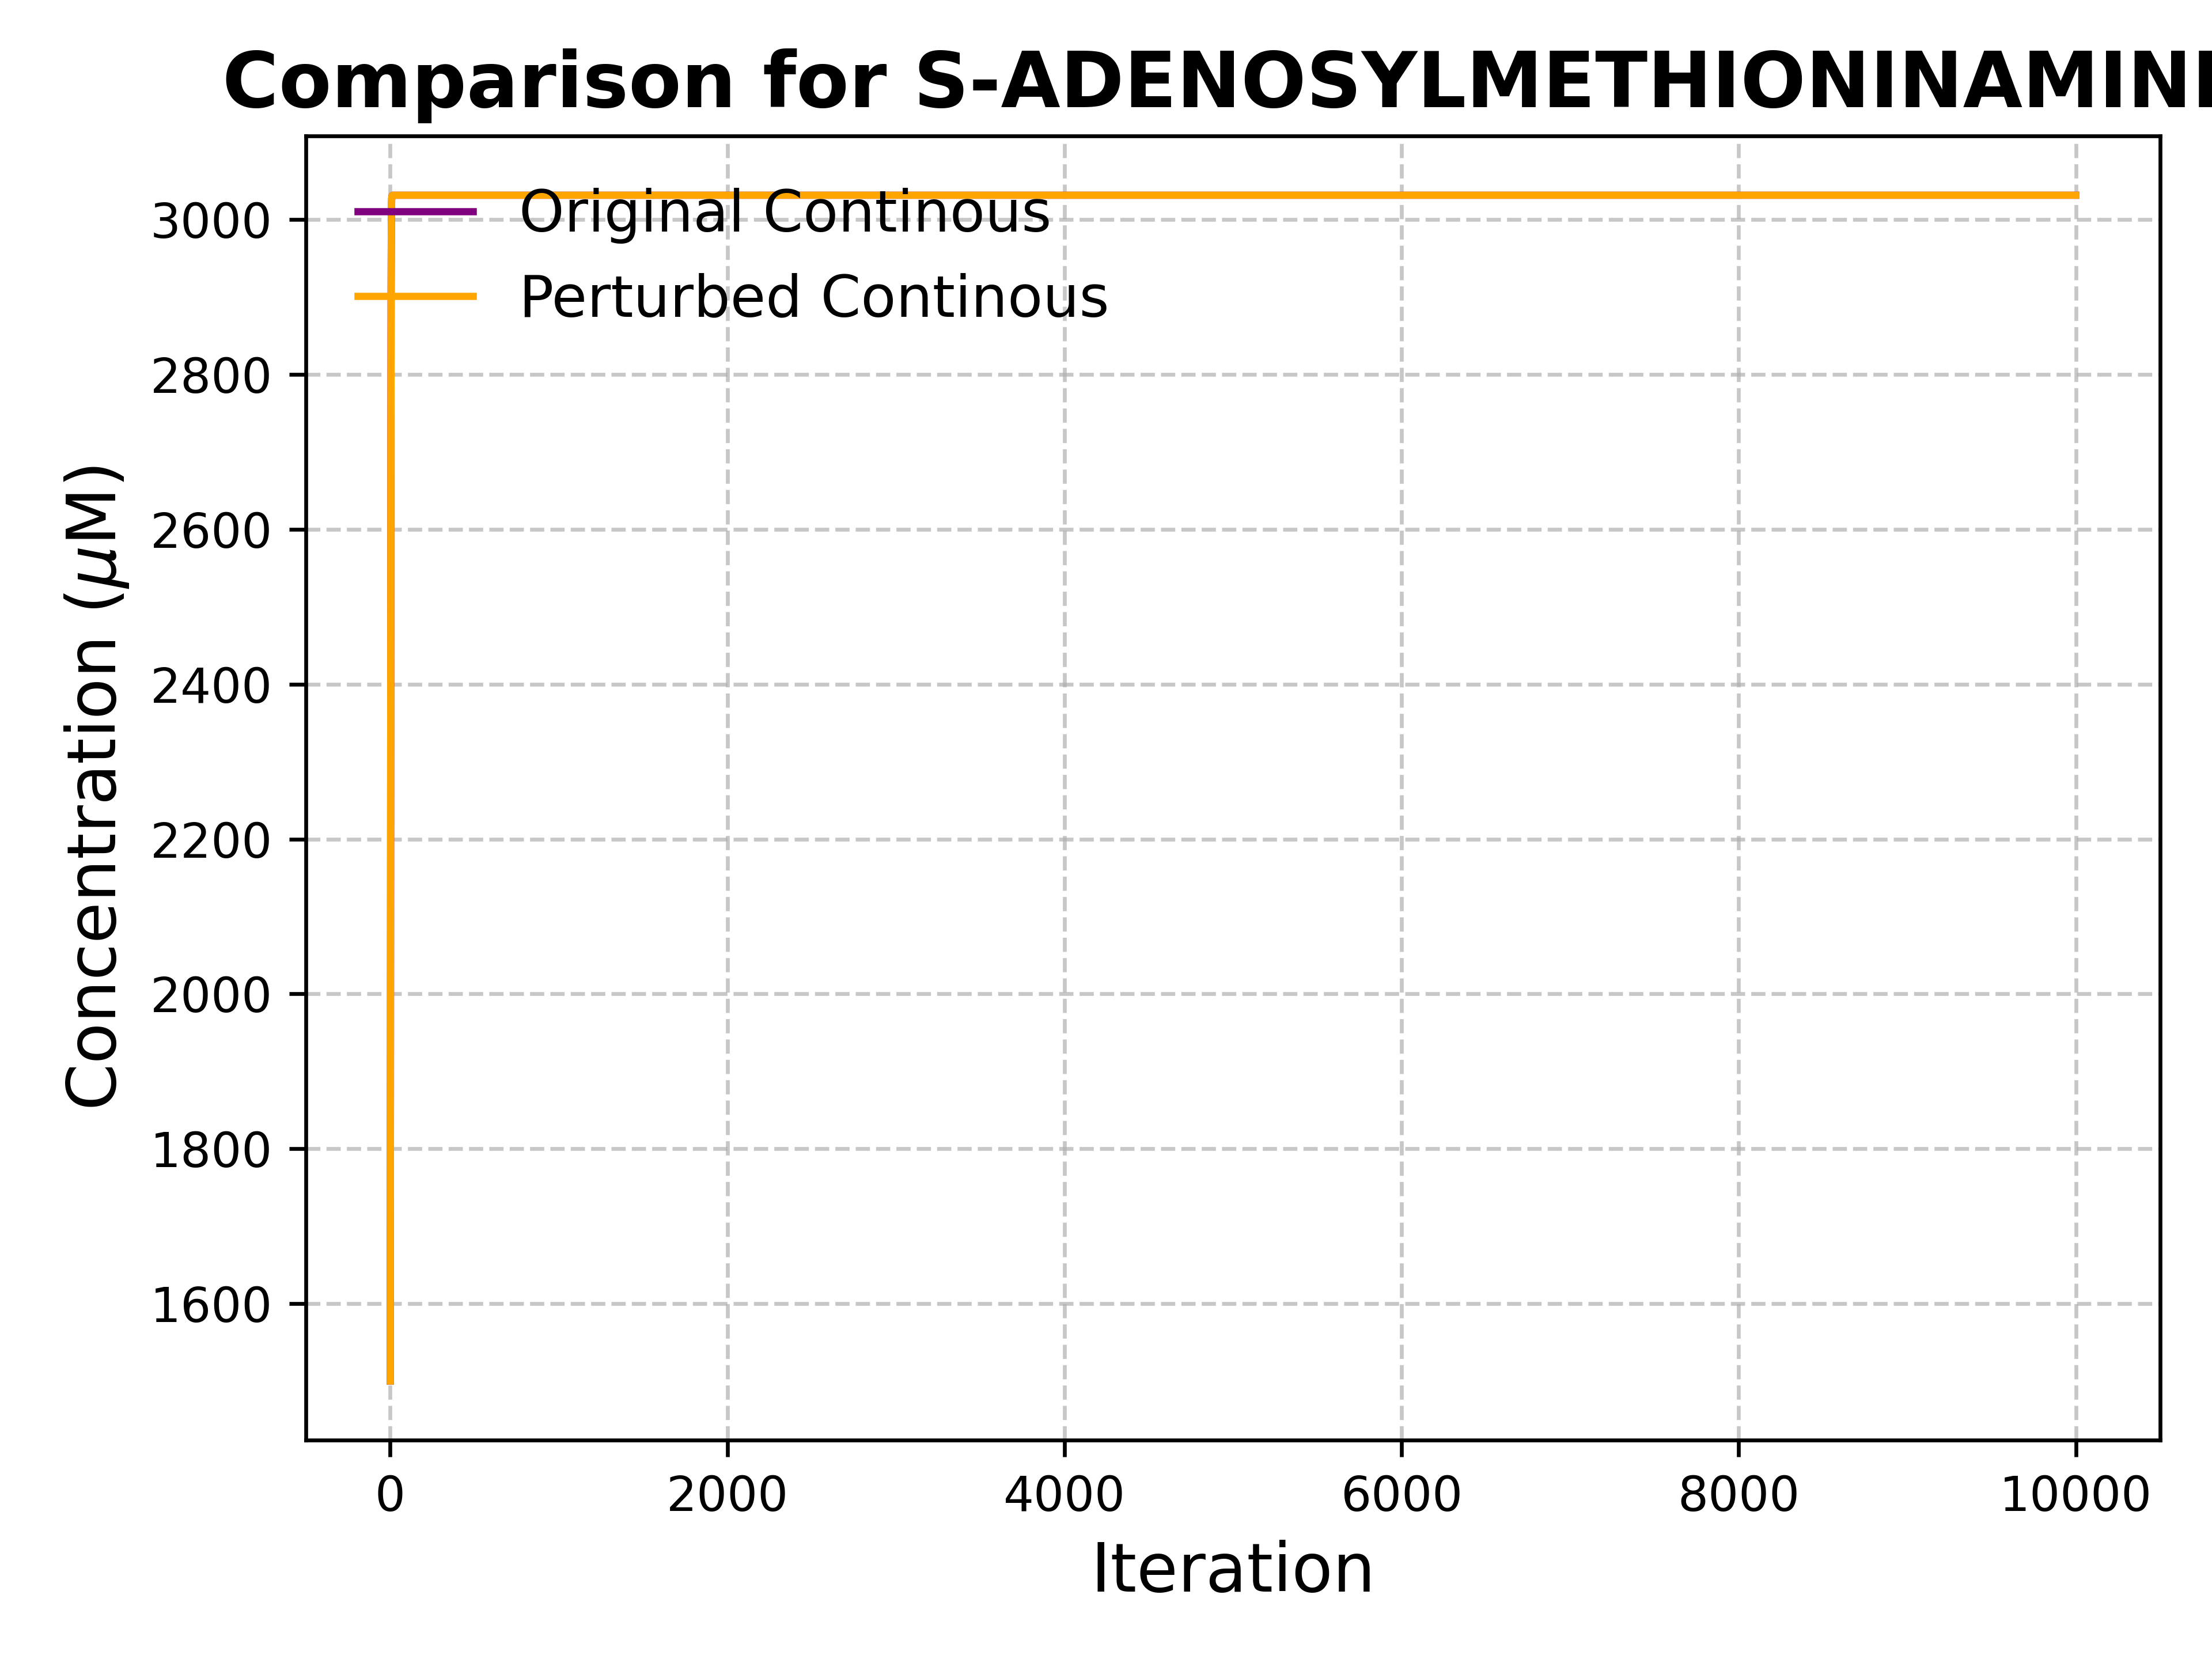 Comparison for S-ADENOSYLMETHIONINAMINE
Original Continous
Perturbed Continous
Concentration (μM)
3000
2800
2600
2400
2200
2000
1800
1600
0 2000 4000 6000 8000 10000
Iteration